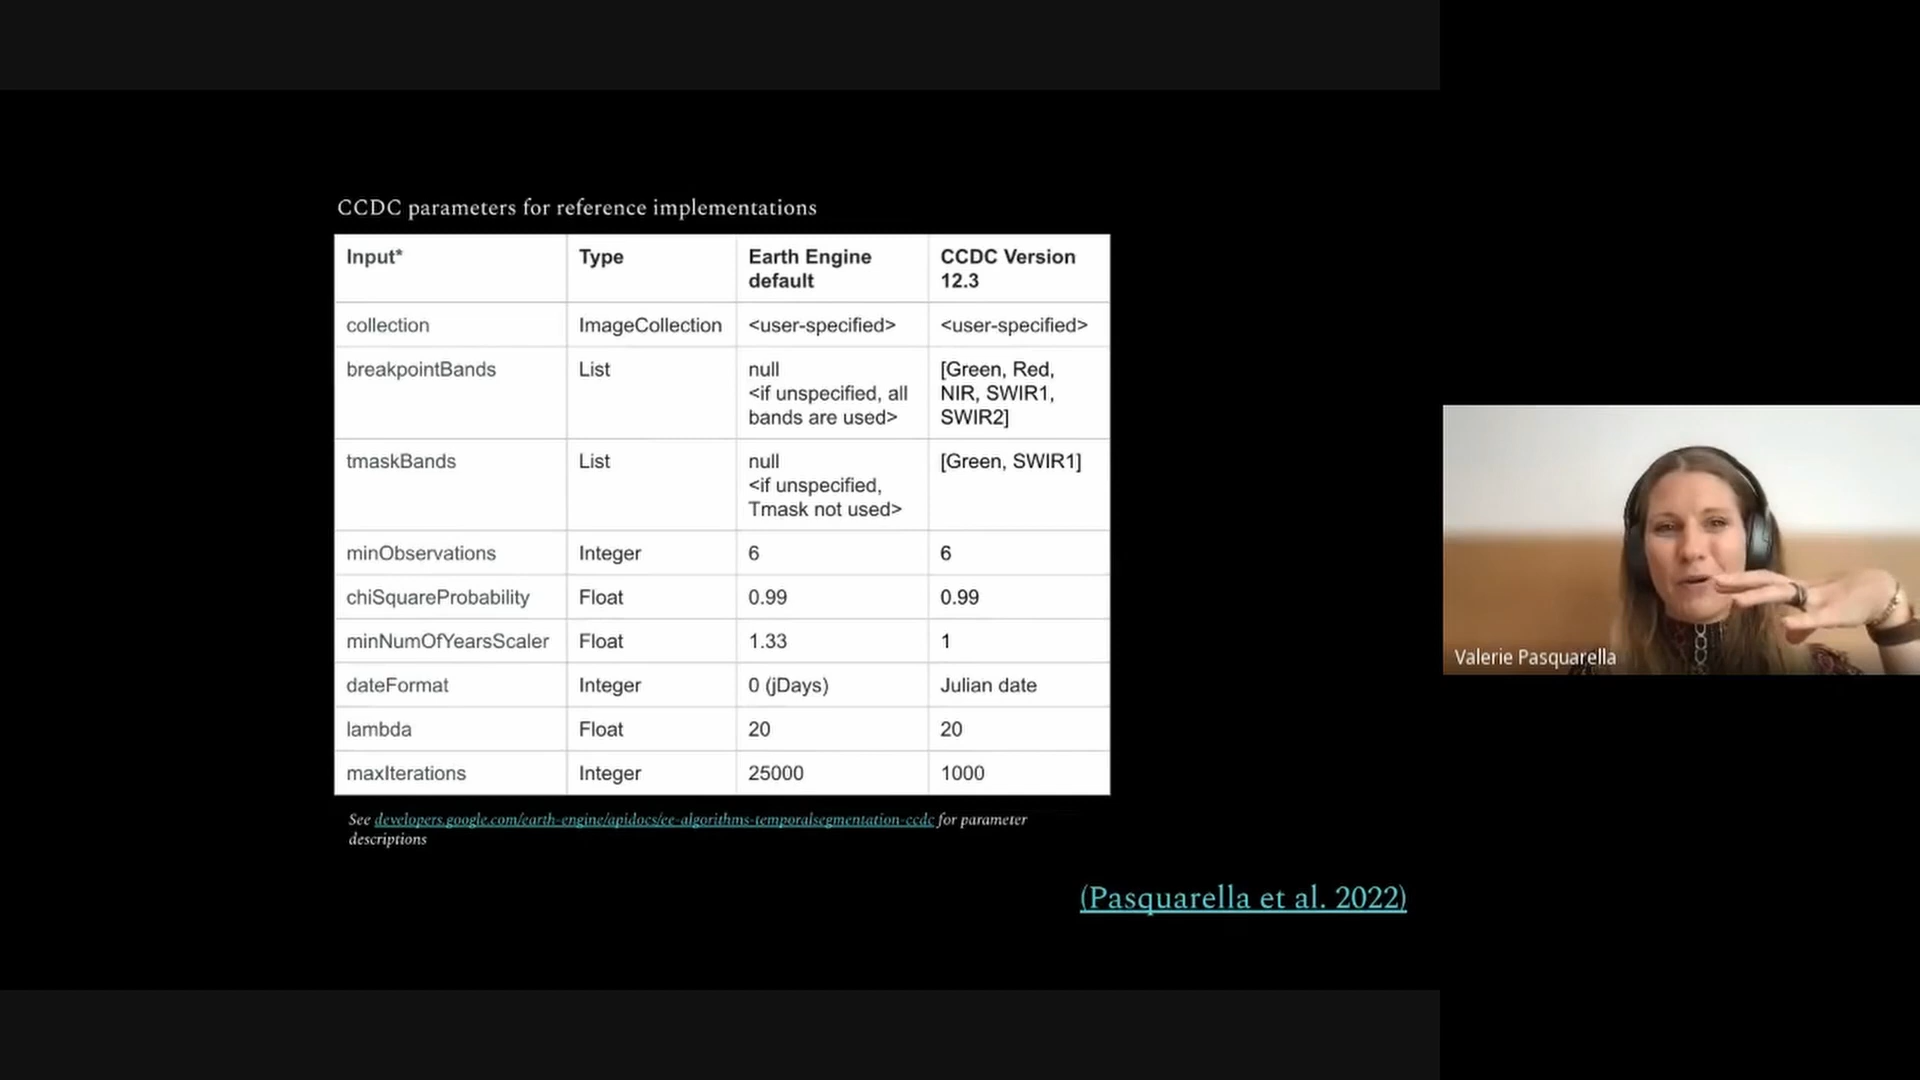 CCDC parameters for reference implementations
Input* Type Earth Engine default CCDC Version 12.3
collection ImageCollection <user-specified> <user-specified>
breakpointBands List null <if unspecified, all bands are used> [Green, Red, NIR, SWIR1, SWIR2]
tmaskBands List null <if unspecified, Tmask not used> [Green, SWIR1]
minObservations Integer 6 6
chiSquareProbability Float 0.99 0.99
minNumOfYearsScaler Float 1.33 1
dateFormat Integer 0 (jDays) Julian date
lambda Float 20 20
maxIterations Integer 25000 1000
See developers.google.com/earth-engine/apidocs/ee-algorithms-temporalsegmentation-ccdc for parameter
descriptions
(Pasquarella et al. 2022)
Valerie Pasquarella